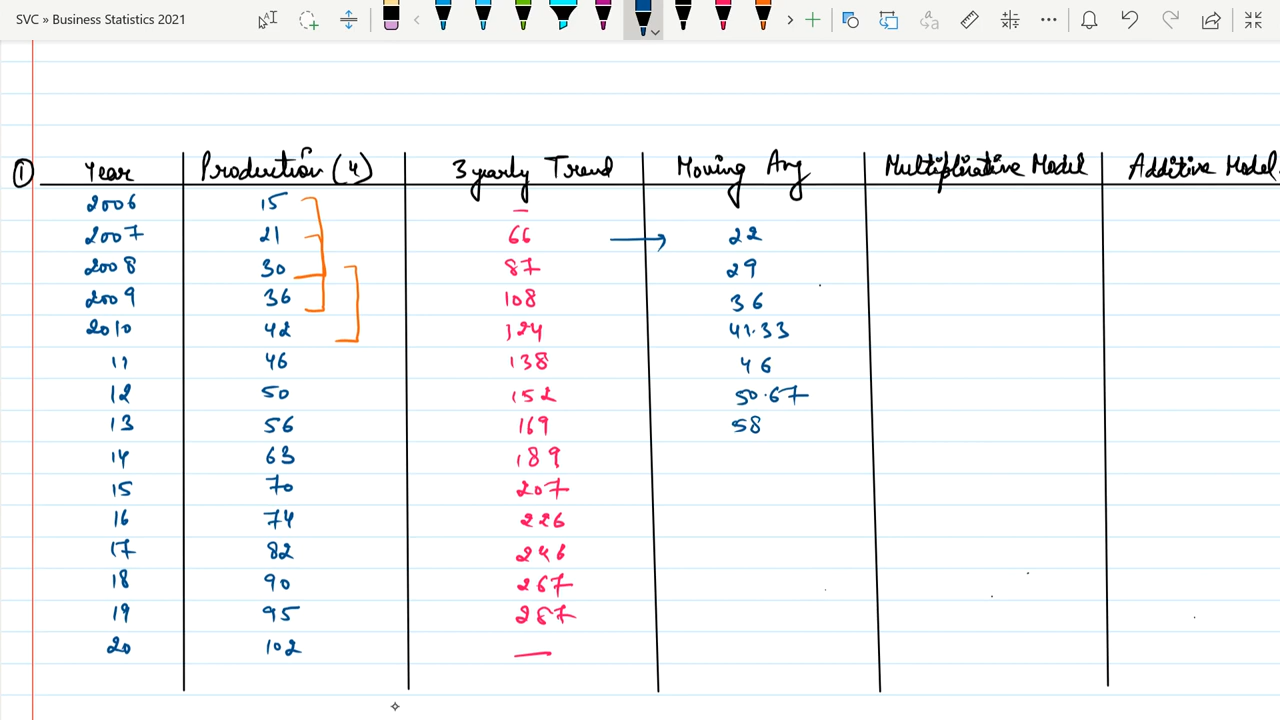 SVC » Business Statistics 2021
① Year Production (4) 3 yearly Trend Moving Avg Multiplicative Model Additive Model.
2006 15 –
2007 21 66 → 22
2008 30 87 29
2009 36 108 36
2010 42 124 41.33
11 46 138 46
12 50 152 50.67
13 56 169 58
14 63 189
15 70 207
16 74 226
17 82 246
18 90 267
19 95 287
20 102 —